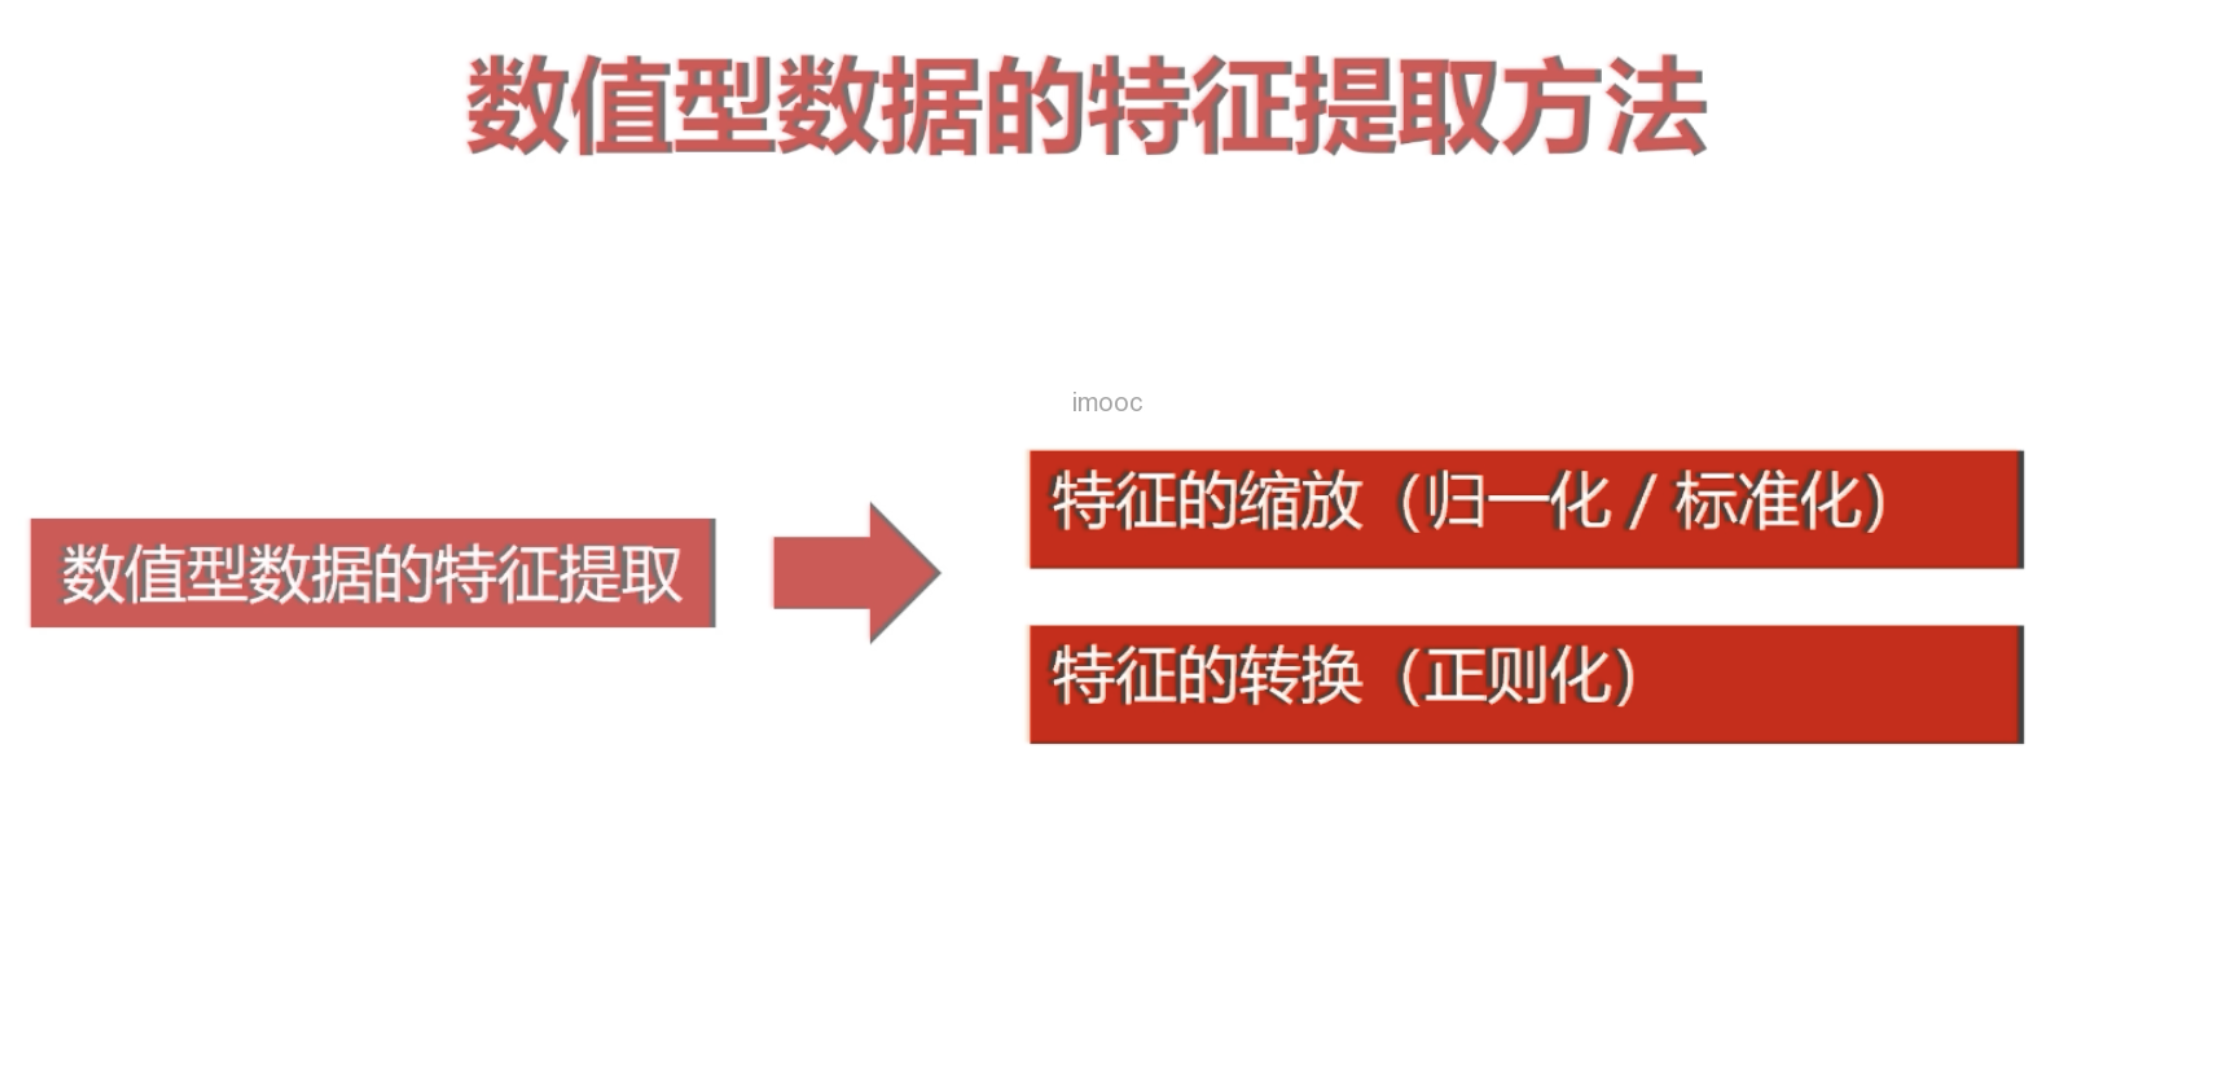 数值型数据的特征提取方法
imooc
数值型数据的特征提取
特征的缩放（归一化 / 标准化）
特征的转换（正则化）